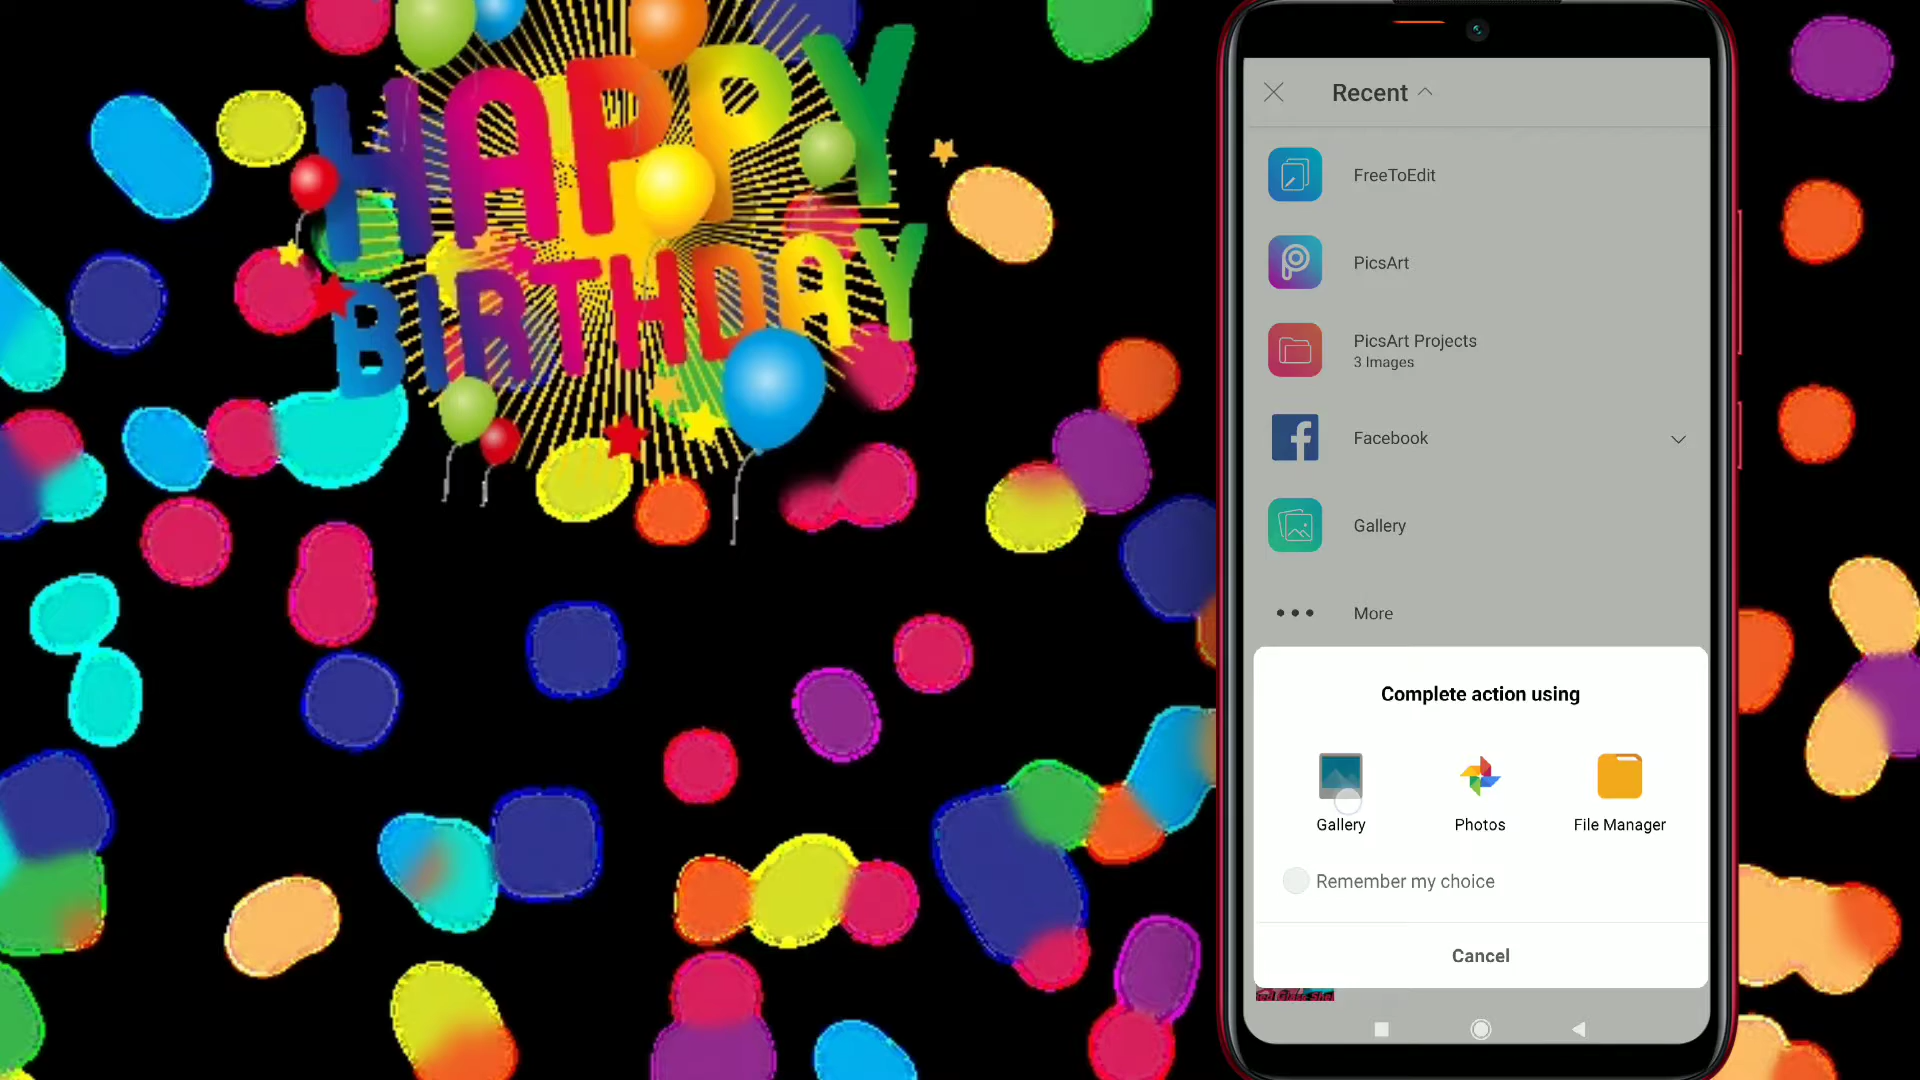 HAPPY
BIRTHDAY
Recent
FreeToEdit
PicsArt
PicsArt Projects
3 Images
Facebook
Gallery
More
Complete action using
Gallery
Photos
File Manager
Remember my choice
Cancel